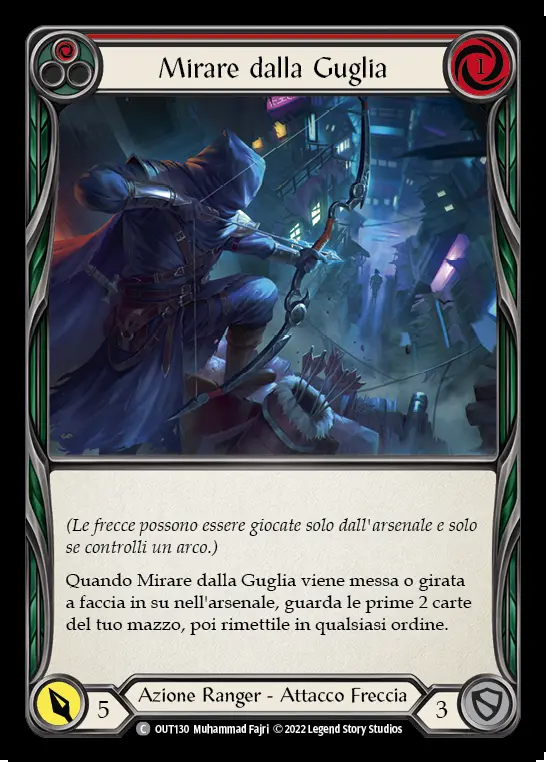 Mirare dalla Guglia
1
(Le frecce possono essere giocate solo dall'arsenale e solo
se controlli un arco.)
Quando Mirare dalla Guglia viene messa o girata
a faccia in su nell'arsenale, guarda le prime 2 carte
del tuo mazzo, poi rimettile in qualsiasi ordine.
5
Azione Ranger - Attacco Freccia
3
C OUT130 Muhammad Fajri © 2022 Legend Story Studios